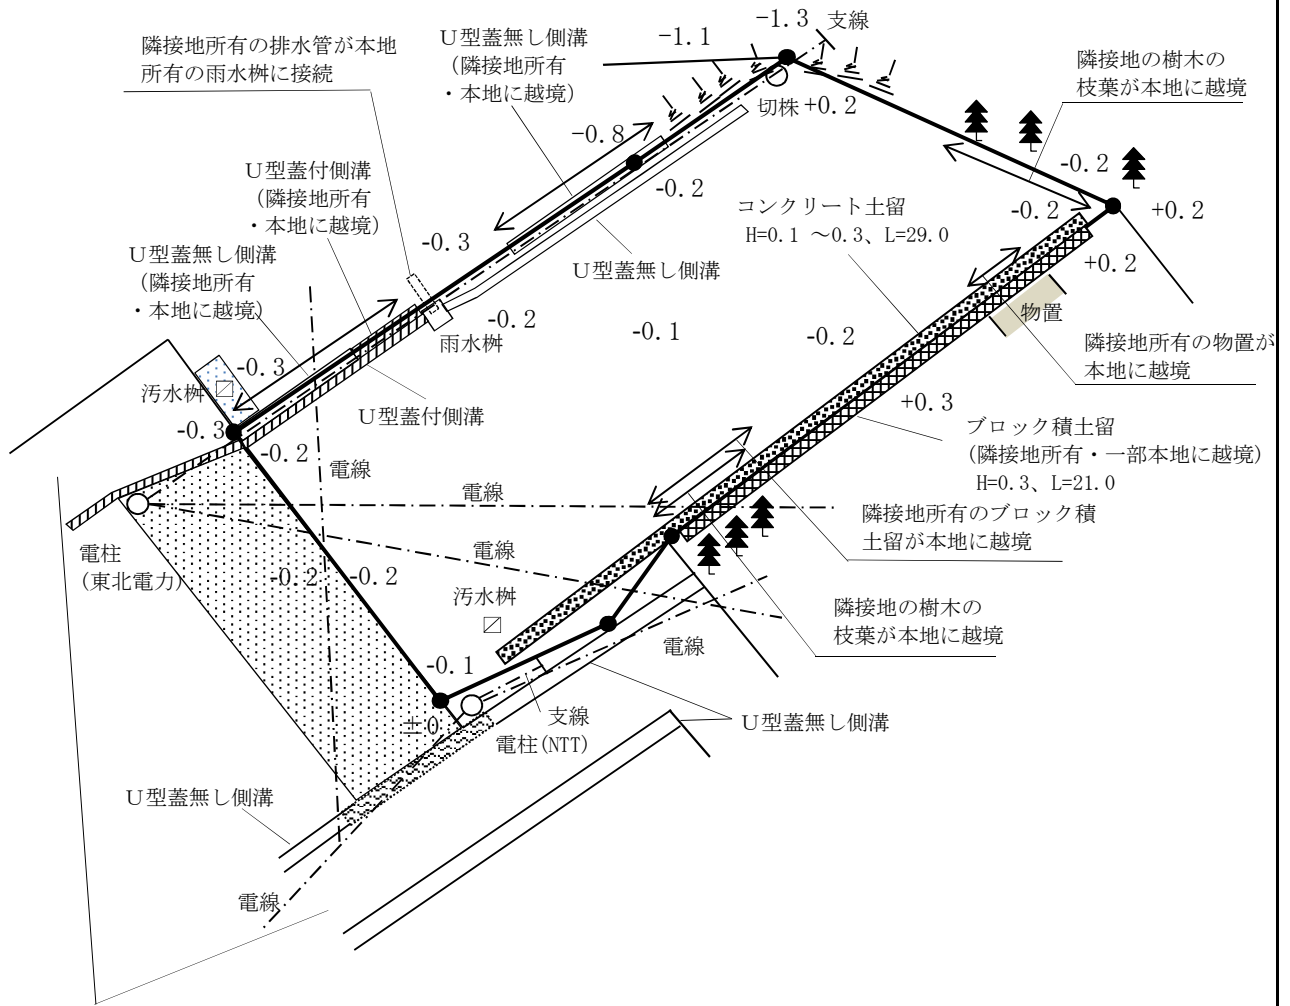 -1.3
支線
隣接地所有の排水管が本地
所有の雨水桝に接続
Ｕ型蓋無し側溝
（隣接地所有
・本地に越境）
-1.1
隣接地の樹木の
枝葉が本地に越境
切株
+0.2
-0.8
-0.2
-0.2
-0.2
+0.2
Ｕ型蓋付側溝
（隣接地所有
・本地に越境）
コンクリート土留
H=0.1 ～0.3、L=29.0
-0.3
Ｕ型蓋無し側溝
（隣接地所有
・本地に越境）
Ｕ型蓋無し側溝
+0.2
-0.2
-0.1
-0.2
物置
雨水桝
隣接地所有の物置が
本地に越境
-0.3
汚水桝
Ｕ型蓋付側溝
+0.3
-0.3
-0.2
ブロック積土留
(隣接地所有・一部本地に越境)
H=0.3、L=21.0
電線
電線
隣接地所有のブロック積
土留が本地に越境
電柱
(東北電力)
電線
-0.2
-0.2
汚水桝
隣接地の樹木の
枝葉が本地に越境
電線
-0.1
±0
支線
電柱(NTT)
Ｕ型蓋無し側溝
Ｕ型蓋無し側溝
電線